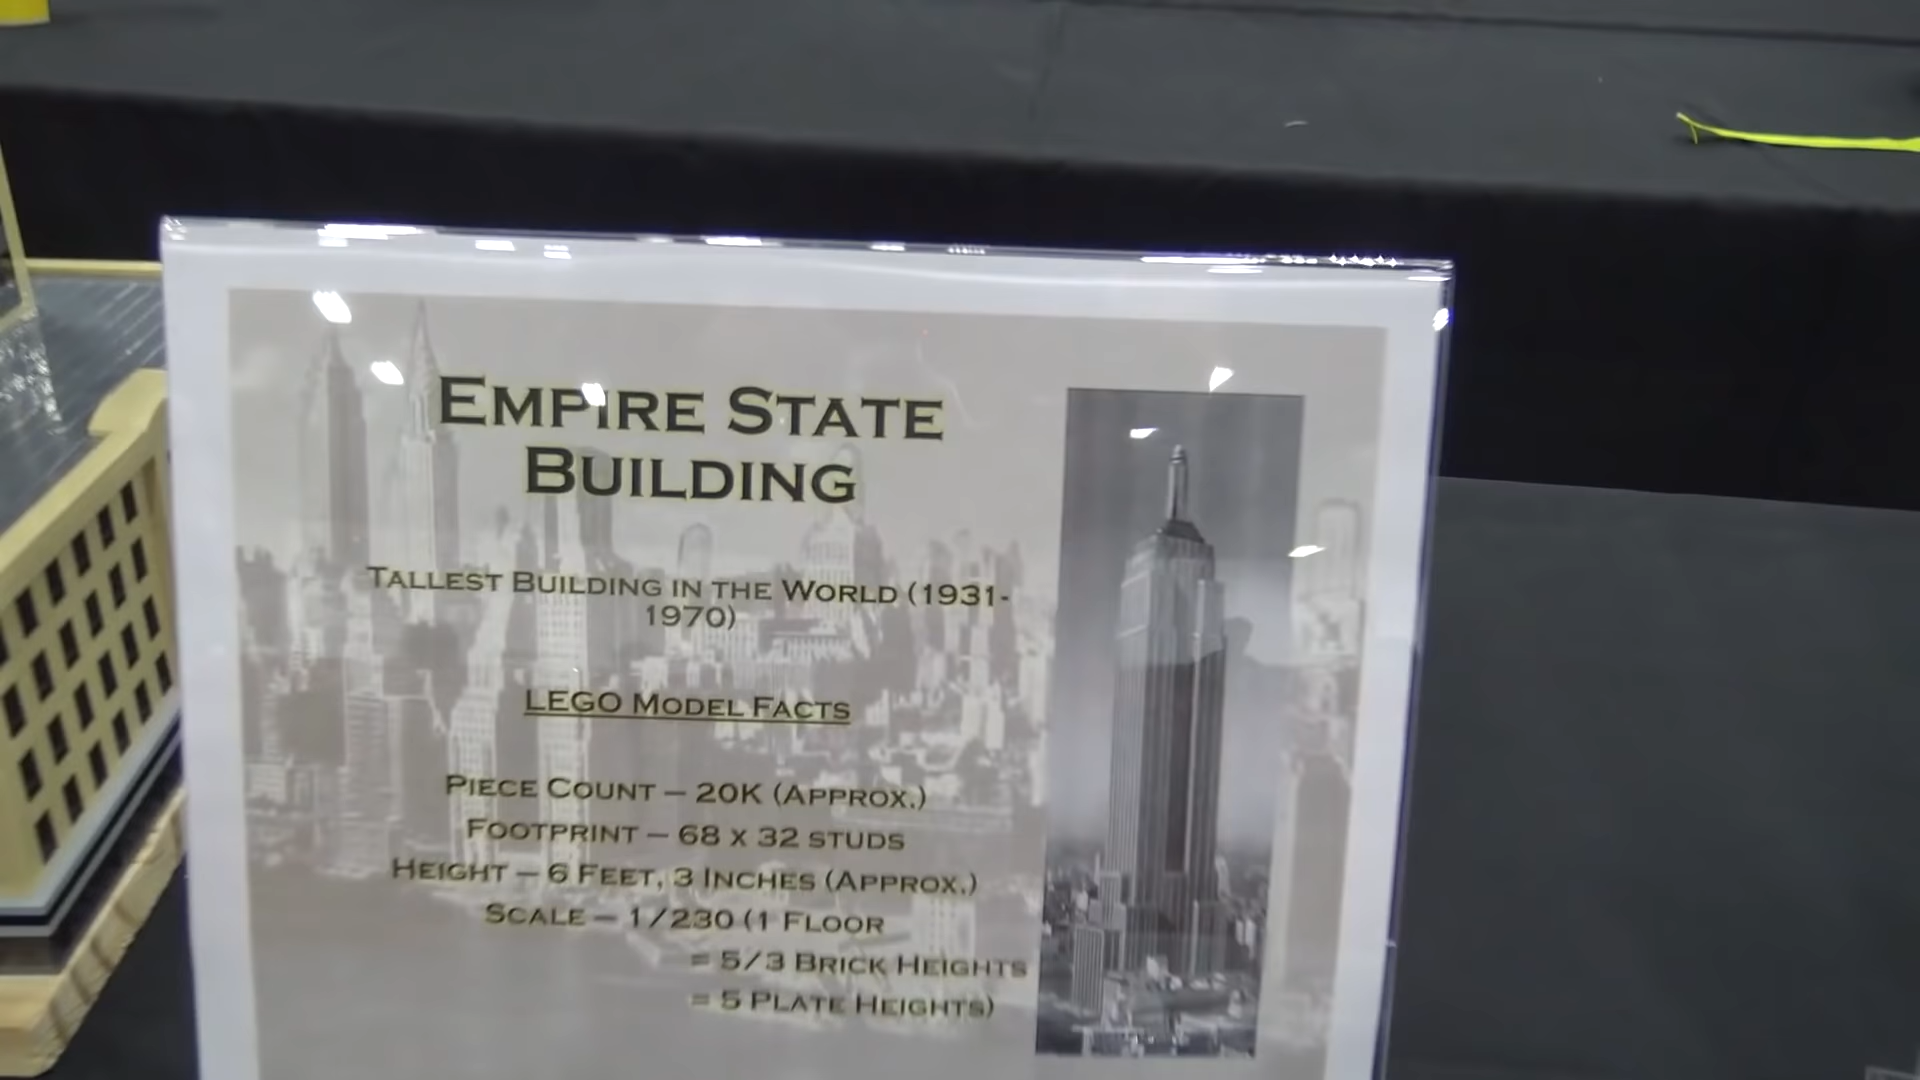 EMPIRE STATE
BUILDING
TALLEST BUILDING IN THE WORLD (1931-
1970)
LEGO MODEL FACTS
PIECE COUNT – 20K (APPROX.)
FOOTPRINT – 68 X 32 STUDS
HEIGHT – 6 FEET, 3 INCHES (APPROX.)
SCALE – 1/230 (1 FLOOR
= 5/3 BRICK HEIGHTS
= 5 PLATE HEIGHTS)